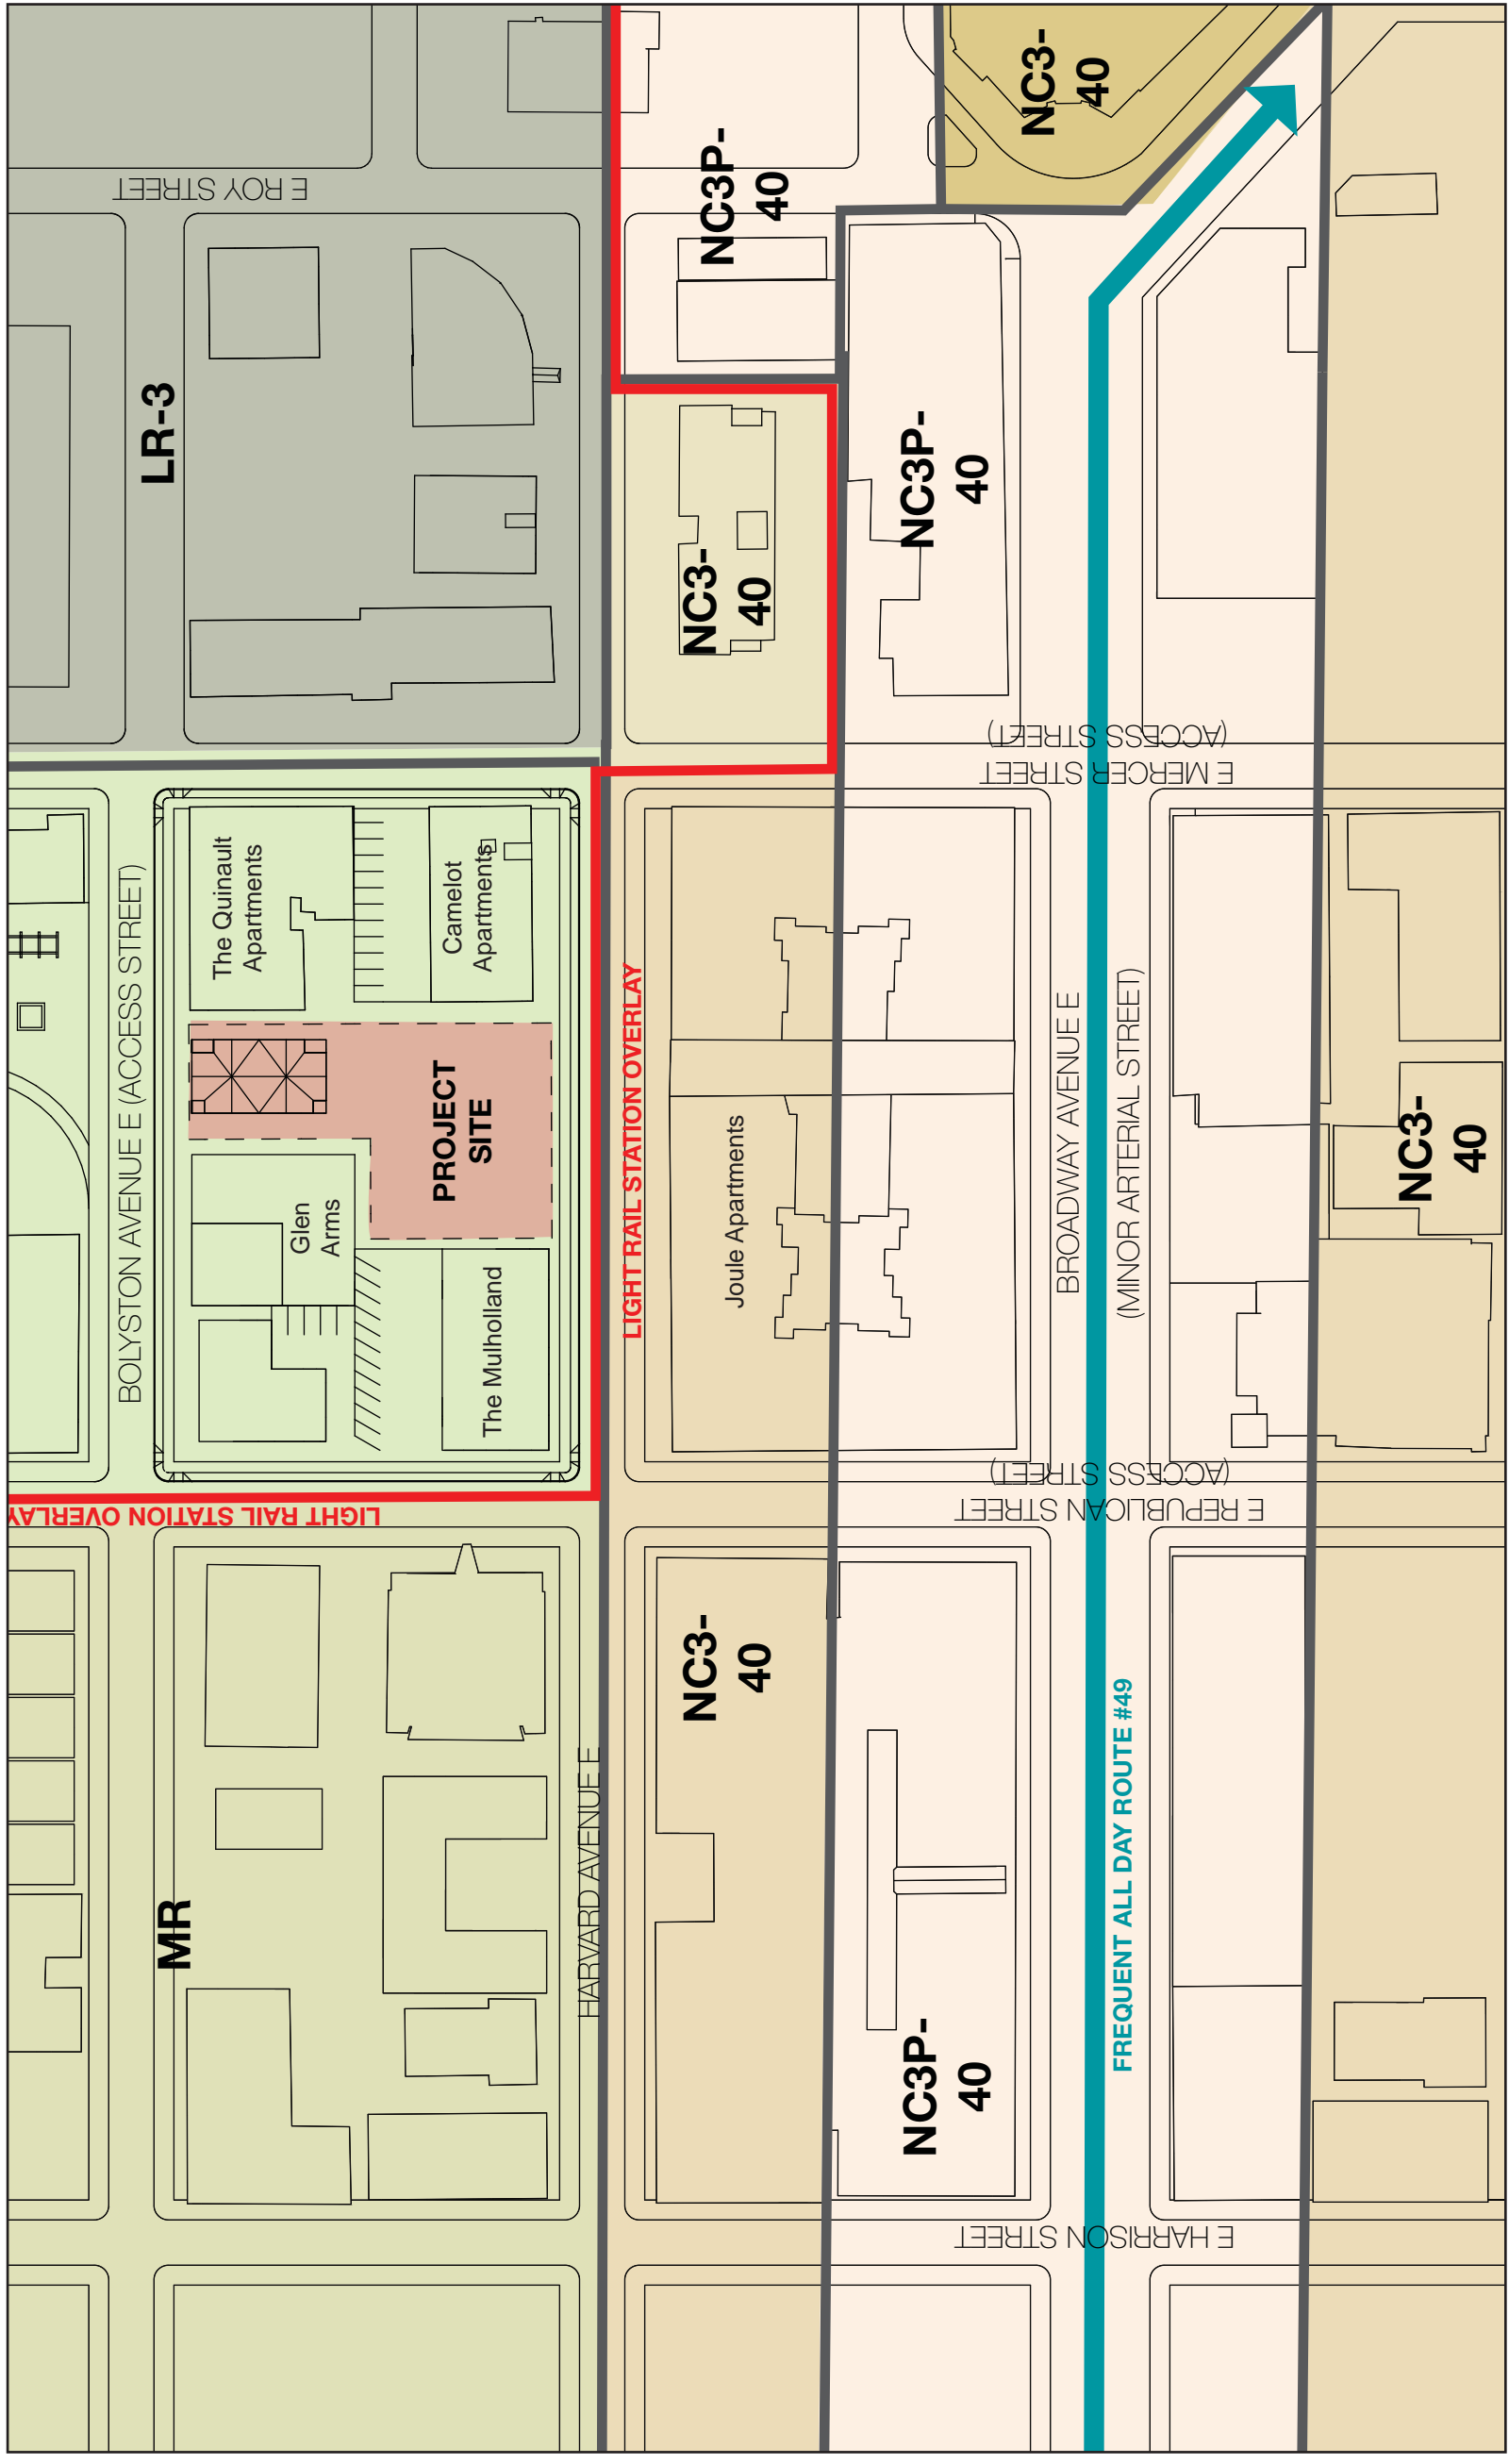 E ROY STREET
LR-3
NC3P-
40
NC3-
40
NC3-
40
NC3P-
40
(ACCESS STREET)
E MERCER STREET
BOLYSTON AVENUE E (ACCESS STREET)
The Quinault
Apartments
Camelot
Apartments
PROJECT
SITE
Glen
Arms
The Mulholland
LIGHT RAIL STATION OVERLAY
Joule Apartments
BROADWAY AVENUE E
(MINOR ARTERIAL STREET)
NC3-
40
(ACCESS STREET)
E REPUBLICAN STREET
LIGHT RAIL STATION OVERLAY
NC3-
40
MR
HARVARD AVENUE E
FREQUENT ALL DAY ROUTE #49
NC3P-
40
E HARRISON STREET